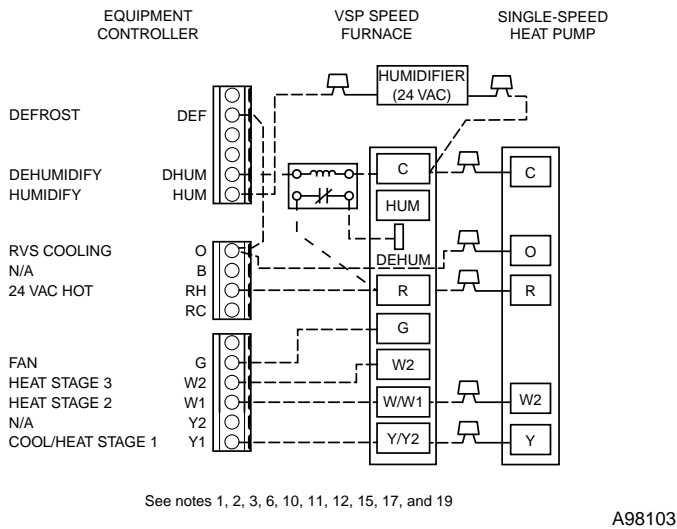 EQUIPMENT CONTROLLER
VSP SPEED FURNACE
SINGLE-SPEED HEAT PUMP
HUMIDIFIER
(24 VAC)
DEFROST DEF
DEHUMIDIFY DHUM
HUMIDIFY HUM
RVS COOLING O
N/A B
24 VAC HOT RH
RC
FAN G
HEAT STAGE 3 W2
HEAT STAGE 2 W1
N/A Y2
COOL/HEAT STAGE 1 Y1
C
HUM
DEHUM
R
G
W2
W/W1
Y/Y2
C
O
R
W2
Y
See notes 1, 2, 3, 6, 10, 11, 12, 15, 17, and 19
A98103